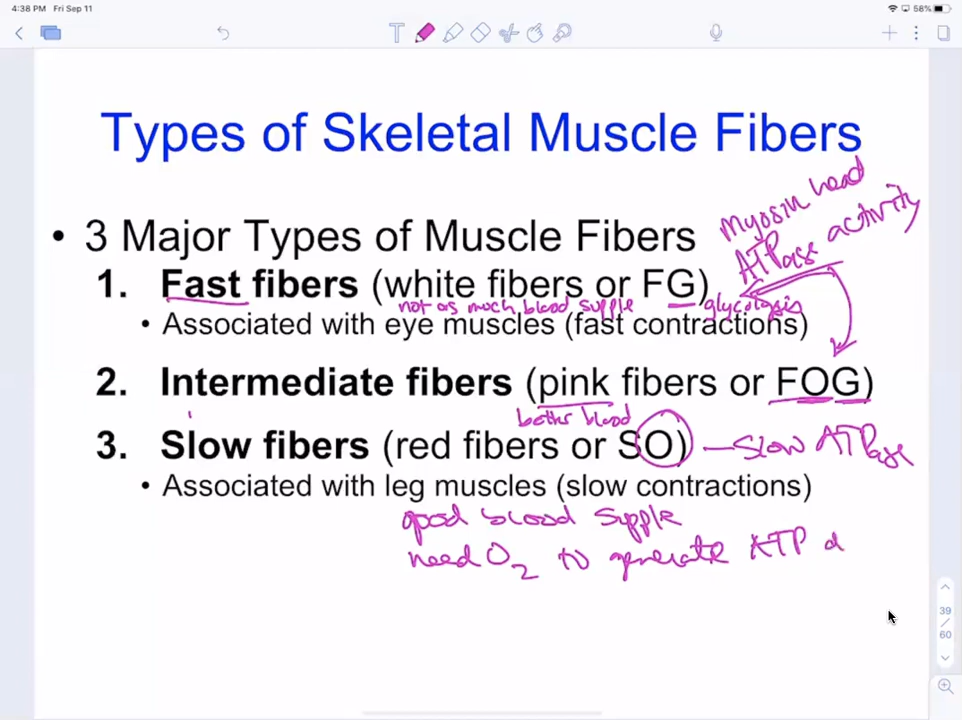 4:38 PM Fri Sep 11
58%
T
Types of Skeletal Muscle Fibers
myosin head
ATPase activity
• 3 Major Types of Muscle Fibers
1. Fast fibers (white fibers or FG)
not as much blood supple glycolysis
• Associated with eye muscles (fast contractions)
2. Intermediate fibers (pink fibers or FOG)
better blood
3. Slow fibers (red fibers or SO) – Slow ATPase
• Associated with leg muscles (slow contractions)
good blood supple
need O2 to generate ATP
39
/
60